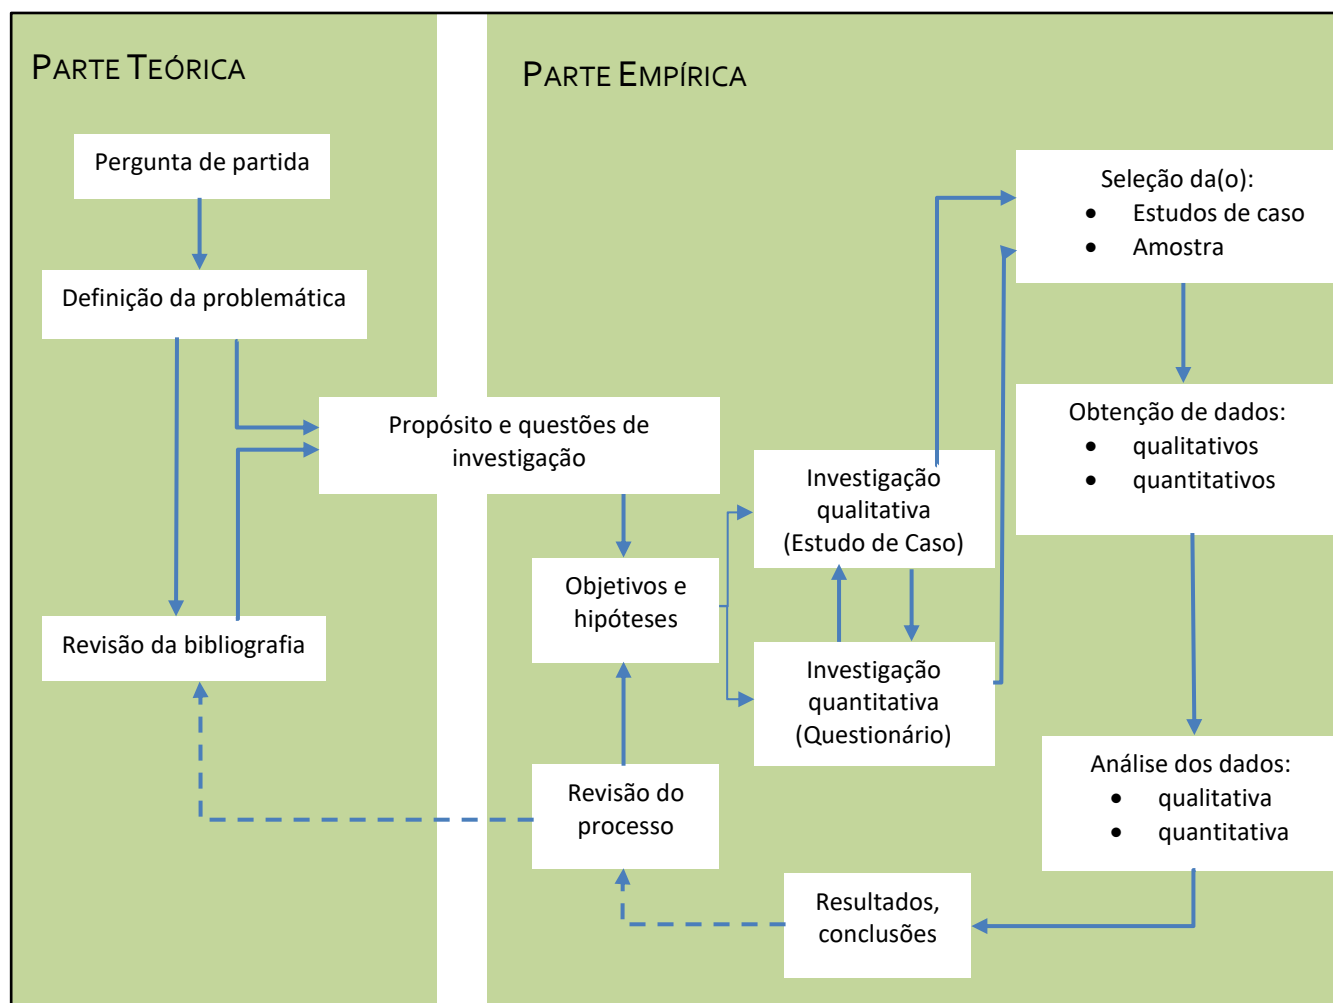 PARTE TEÓRICA
Pergunta de partida
Definição da problemática
Revisão da bibliografia
PARTE EMPÍRICA
Propósito e questões de
investigação
Objetivos e
hipóteses
Revisão do
processo
Investigação
qualitativa
(Estudo de Caso)
Investigação
quantitativa
(Questionário)
Seleção da(o):
• Estudos de caso
• Amostra
Obtenção de dados:
• qualitativos
• quantitativos
Análise dos dados:
• qualitativa
• quantitativa
Resultados,
conclusões